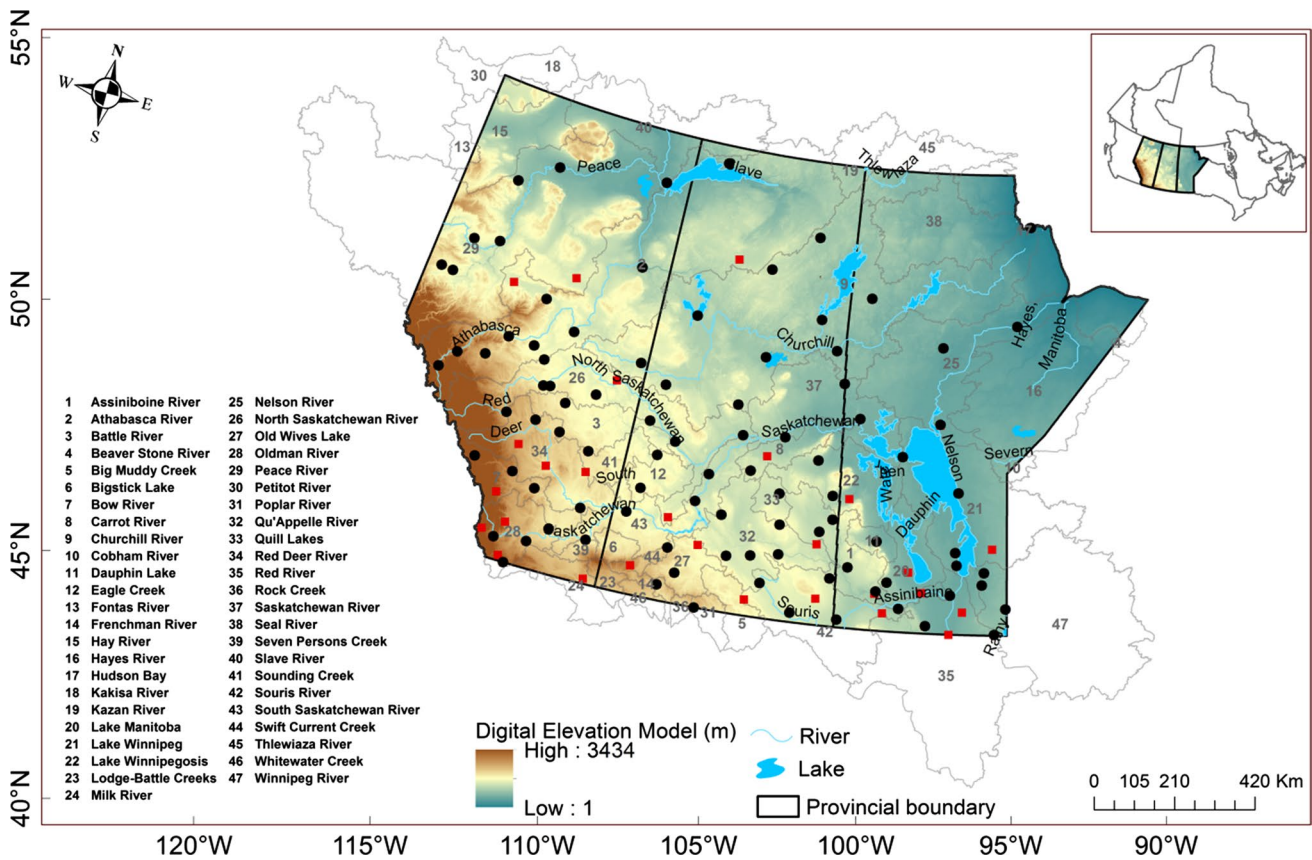 55°N
50°N
45°N
40°N
N
W
E
S
30
18
15
13
40
45
19
38
Peace
Slave
Thlewiaza
29
2
9
Athabasca
Churchill
Hayes,
Manitoba
4
25
16
North Saskatchewan
26
37
Red
Deer
3
Saskatchewan
8
Nelson
Severn
10
34
41
South
Saskatchewan
12
33
22
Dauphin
21
43
32
28
39
6
44
27
1
20
24
23
14
46
36
31
5
Souris
42
Assiniboine
Rainy
47
35
1 Assiniboine River
2 Athabasca River
3 Battle River
4 Beaver Stone River
5 Big Muddy Creek
6 Bigstick Lake
7 Bow River
8 Carrot River
9 Churchill River
10 Cobham River
11 Dauphin Lake
12 Eagle Creek
13 Fontas River
14 Frenchman River
15 Hay River
16 Hayes River
17 Hudson Bay
18 Kakisa River
19 Kazan River
20 Lake Manitoba
21 Lake Winnipeg
22 Lake Winnipegosis
23 Lodge-Battle Creeks
24 Milk River
25 Nelson River
26 North Saskatchewan River
27 Old Wives Lake
28 Oldman River
29 Peace River
30 Petitot River
31 Poplar River
32 Qu'Appelle River
33 Quill Lakes
34 Red Deer River
35 Red River
36 Rock Creek
37 Saskatchewan River
38 Seal River
39 Seven Persons Creek
40 Slave River
41 Sounding Creek
42 Souris River
43 South Saskatchewan River
44 Swift Current Creek
45 Thlewiaza River
46 Whitewater Creek
47 Winnipeg River
Digital Elevation Model (m)
High : 3434
Low : 1
River
Lake
Provincial boundary
0 105 210 420 Km
120°W
115°W
110°W
105°W
100°W
95°W
90°W